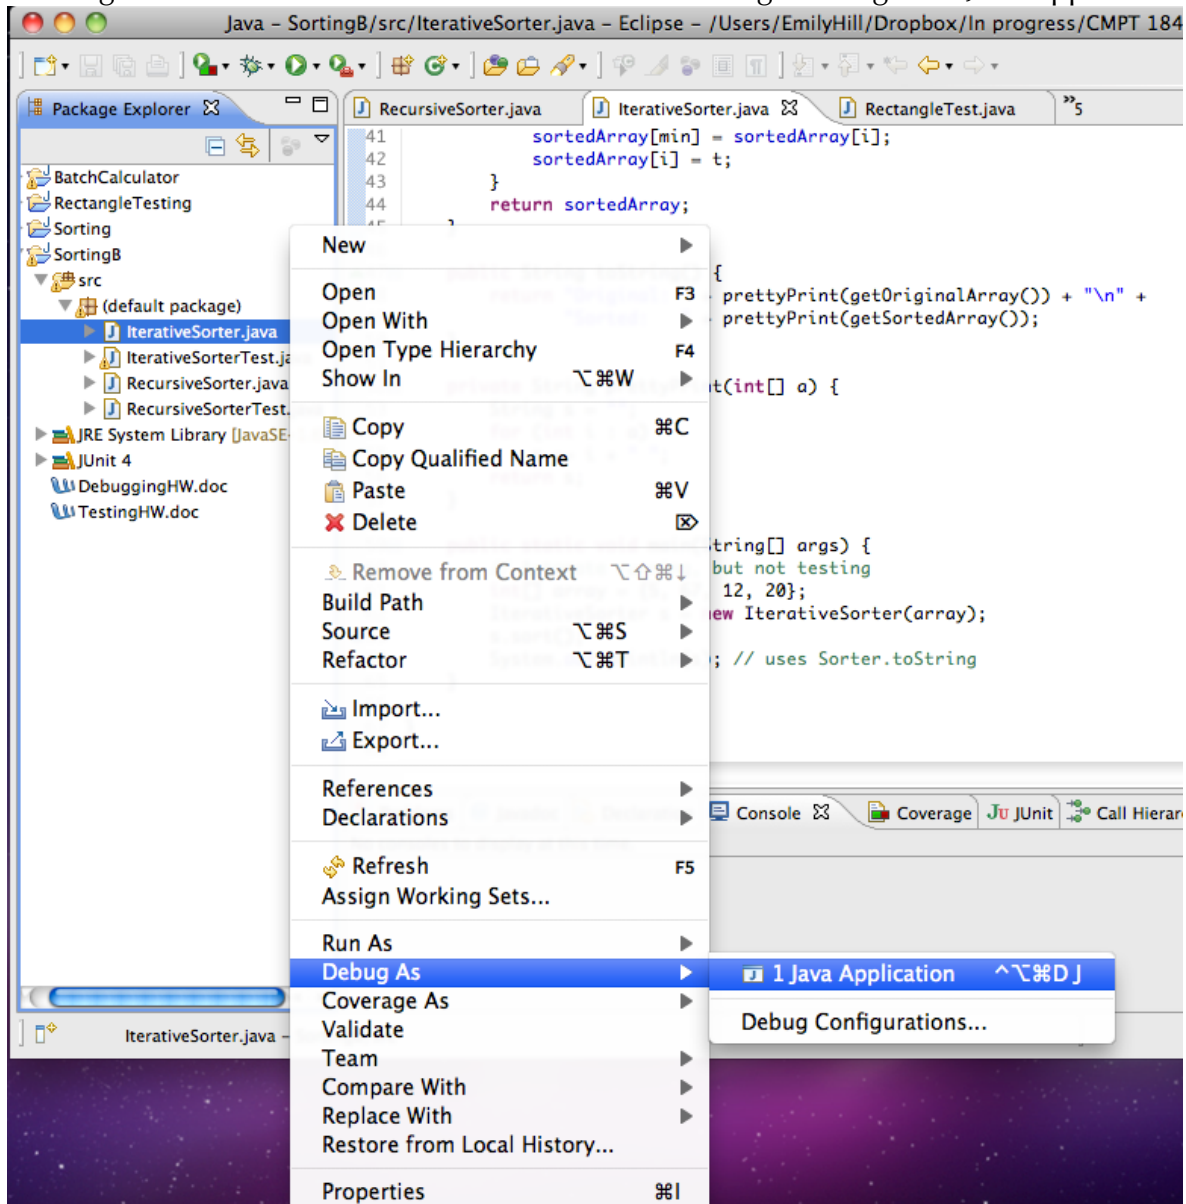 Java – SortingB/src/IterativeSorter.java – Eclipse – /Users/EmilyHill/Dropbox/In progress/CMPT 184
Package Explorer
RecursiveSorter.java
IterativeSorter.java
RectangleTest.java
»5
BatchCalculator
RectangleTesting
Sorting
SortingB
src
(default package)
IterativeSorter.java
IterativeSorterTest.ja
RecursiveSorter.java
RecursiveSorterTest.
JRE System Library [JavaSE-
JUnit 4
DebuggingHW.doc
TestingHW.doc
41 sortedArray[min] = sortedArray[i];
42 sortedArray[i] = t;
43 }
44 return sortedArray;
45 }
{
prettyPrint(getOriginalArray()) + "\n" +
prettyPrint(getSortedArray());
t(int[] a) {
tring[] args) {
but not testing
, 12, 20};
ew IterativeSorter(array);
; // uses Sorter.toString
New
Open F3
Open With
Open Type Hierarchy F4
Show In ⌥⌘W
Copy ⌘C
Copy Qualified Name
Paste ⌘V
Delete ⌦
Remove from Context ⌥⇧⌘↓
Build Path
Source ⌥⌘S
Refactor ⌥⌘T
Import...
Export...
References
Declarations
Refresh F5
Assign Working Sets...
Run As
Debug As
Coverage As
Validate
Team
Compare With
Replace With
Restore from Local History...
Properties ⌘I
1 Java Application ^⌥⌘D J
Debug Configurations...
Console
Coverage
Ju JUnit
Call Hierar
IterativeSorter.java –